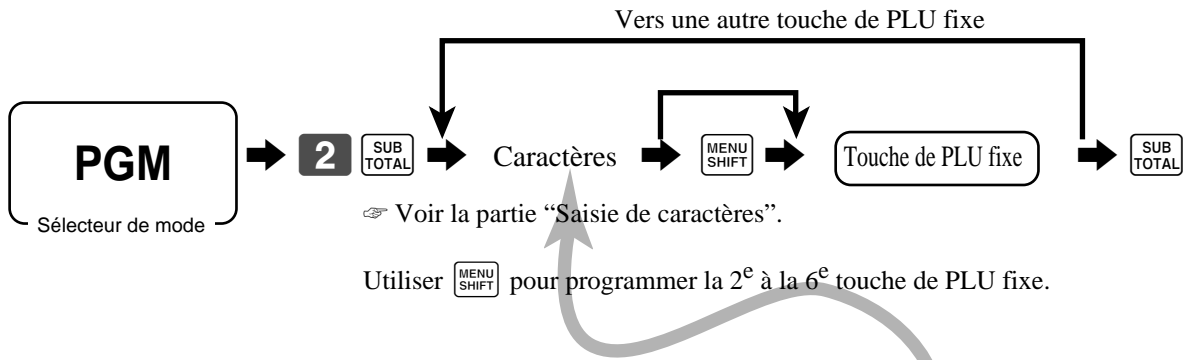 Vers une autre touche de PLU fixe
PGM
Sélecteur de mode
2 SUB TOTAL Caractères MENU SHIFT Touche de PLU fixe SUB TOTAL
☞ Voir la partie “Saisie de caractères”.
Utiliser MENU SHIFT pour programmer la 2e à la 6e touche de PLU fixe.